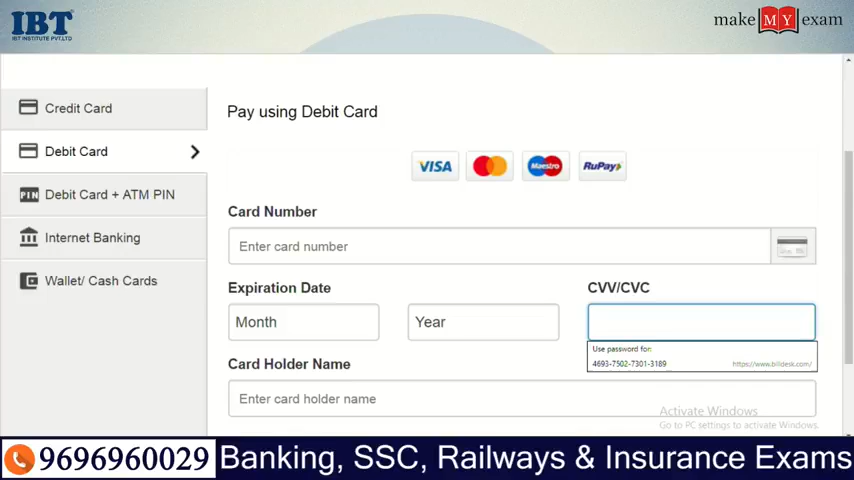 IBT
IBT INSTITUTE PVT.LTD
make MY exam
Credit Card
Debit Card
PIN Debit Card + ATM PIN
Internet Banking
Wallet/ Cash Cards
Pay using Debit Card
VISA Maestro RuPay
Card Number
Enter card number
Expiration Date
Month
Year
CVV/CVC
Use password for:
4693-7502-7301-3189 https://www.billdesk.com/
Card Holder Name
Enter card holder name
Activate Windows
Go to PC settings to activate Windows.
9696960029 Banking, SSC, Railways & Insurance Exams